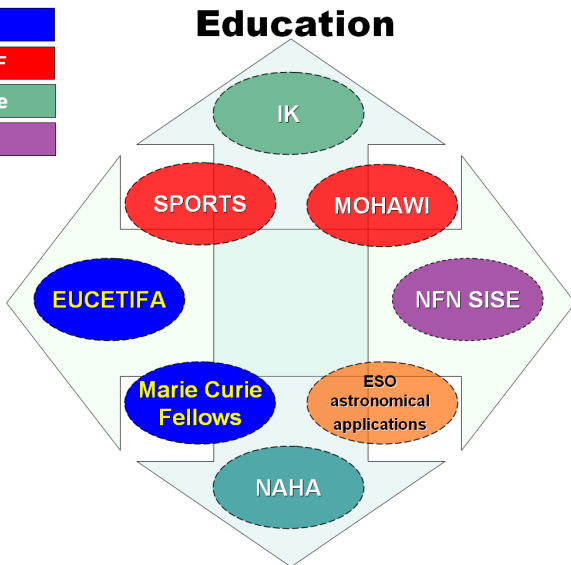 Education
IK
SPORTS
MOHAWI
EUCETIFA
NFN SISE
Marie Curie
Fellows
ESO
astronomical
applications
NAHA